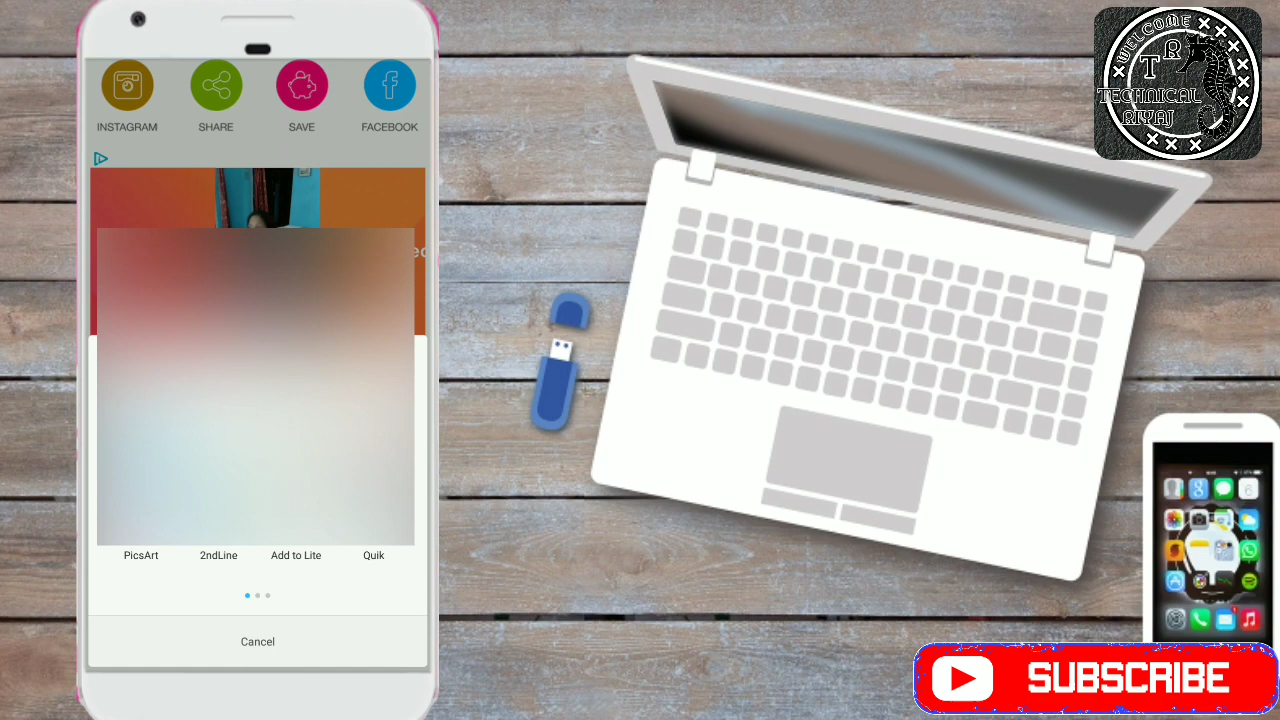 INSTAGRAM SHARE SAVE FACEBOOK
PicsArt 2ndLine Add to Lite Quik
Cancel
WELCOME
TR
TECHNICAL
RIYAJ
SUBSCRIBE